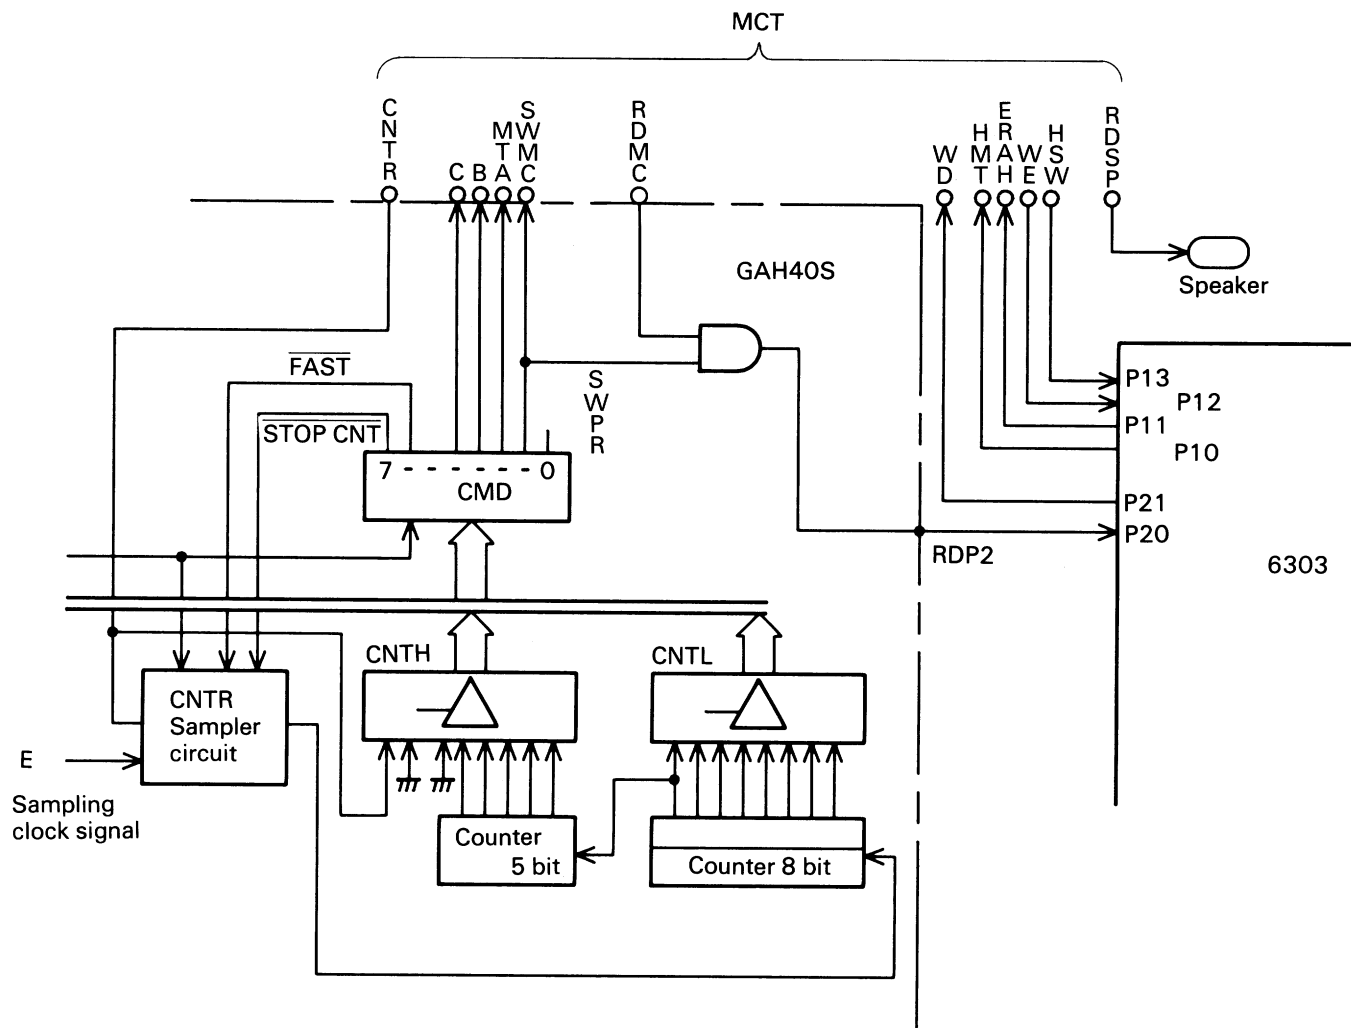 MCT
CNTR
C
B
MTA
SWMC
RDMC
WD
HMT
ERAH
WE
HSW
RDSP
GAH40S
Speaker
FAST
STOP CNT
SWPR
P13
P12
P11
P10
7 - - - - - - 0
CMD
P21
P20
RDP2
6303
CNTH
CNTL
CNTR
Sampler
circuit
E
Sampling
clock signal
Counter
5 bit
Counter 8 bit